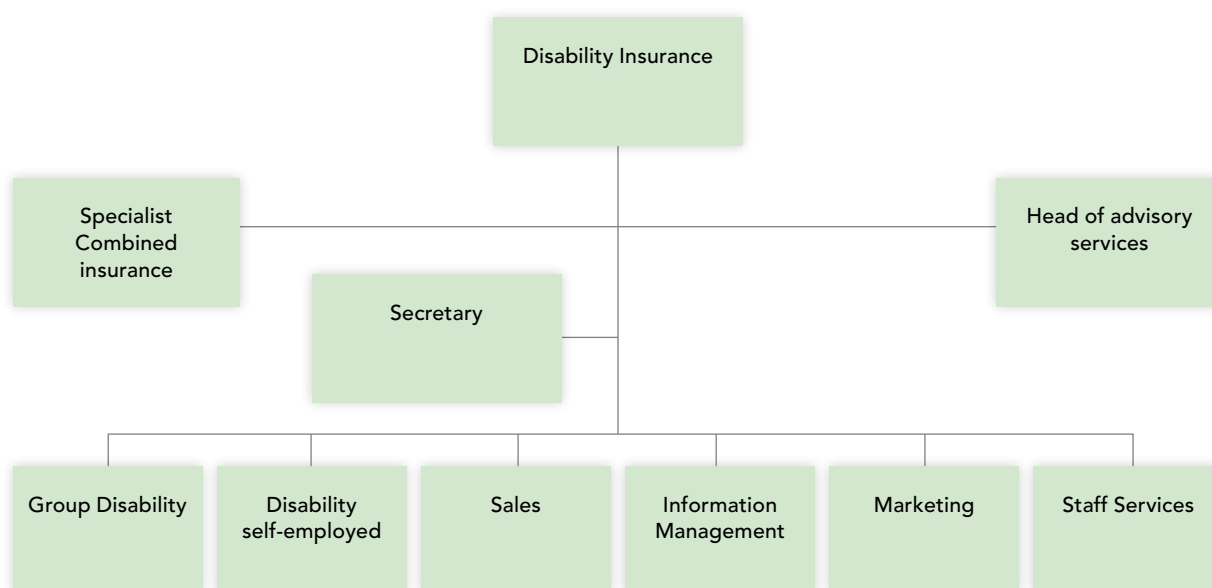 Disability Insurance
Specialist
Combined
insurance
Head of advisory
services
Secretary
Group Disability
Disability
self-employed
Sales
Information
Management
Marketing
Staff Services